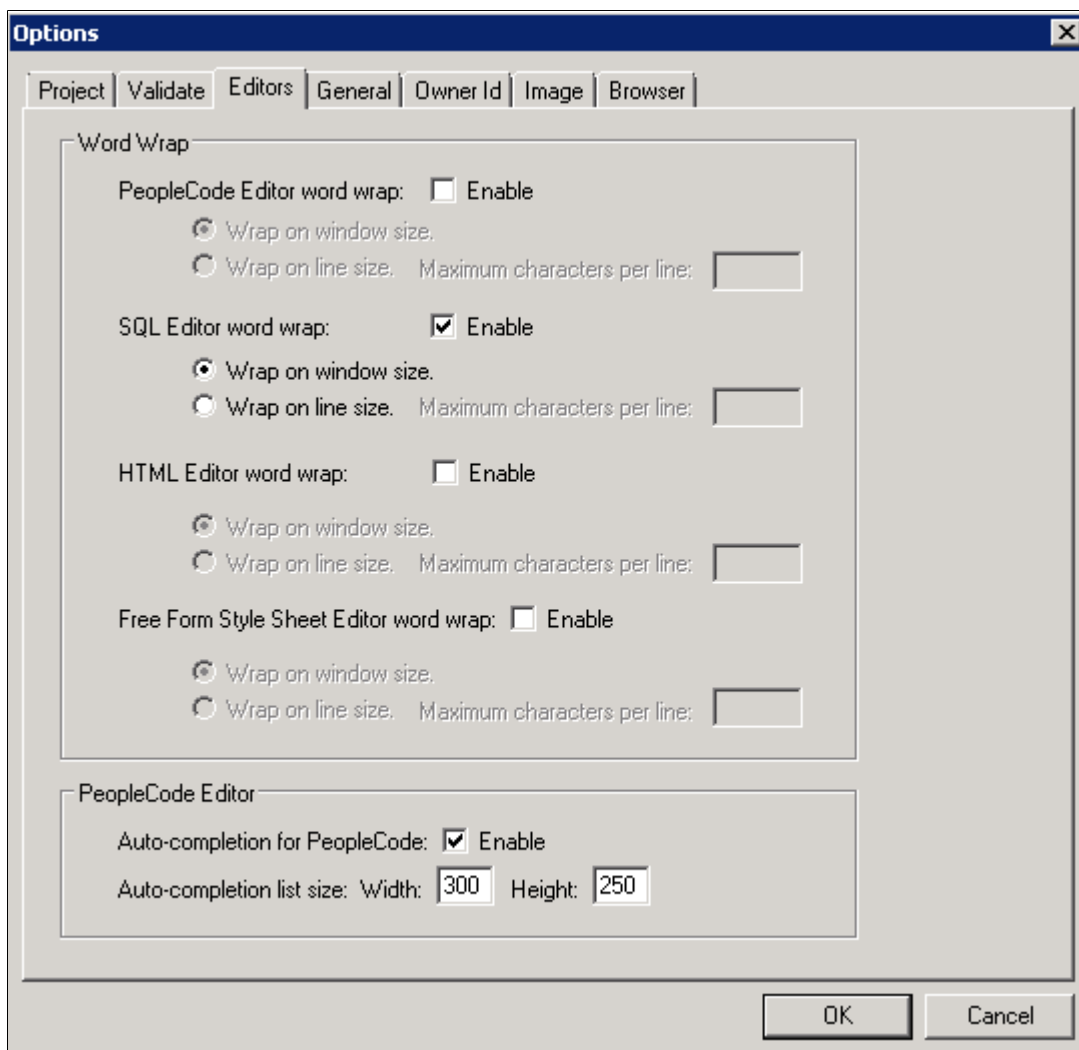 Options
Project Validate Editors General Owner Id Image Browser
Word Wrap
PeopleCode Editor word wrap: Enable
Wrap on window size.
Wrap on line size. Maximum characters per line:
SQL Editor word wrap: Enable
Wrap on window size.
Wrap on line size. Maximum characters per line:
HTML Editor word wrap: Enable
Wrap on window size.
Wrap on line size. Maximum characters per line:
Free Form Style Sheet Editor word wrap: Enable
Wrap on window size.
Wrap on line size. Maximum characters per line:
PeopleCode Editor
Auto-completion for PeopleCode: Enable
Auto-completion list size: Width: 300 Height: 250
OK Cancel